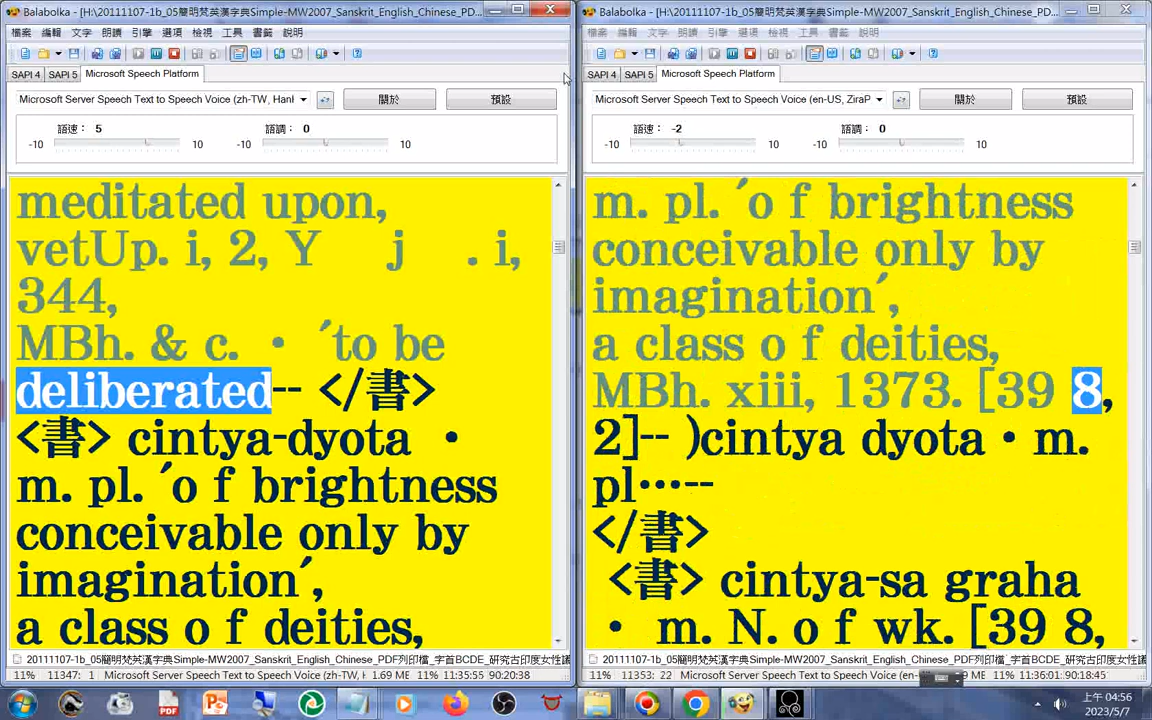 Balabolka - [H:\20111107-1b_05簡明梵英漢字典Simple-MW2007_Sanskrit_English_Chinese_PD...
檔案 編輯 文字 朗讀 引擎 選項 檢視 工具 書籤 說明
SAPI 4 SAPI 5 Microsoft Speech Platform
Microsoft Server Speech Text to Speech Voice (zh-TW, Hanl
關於
預設
語速： 5
語調： 0
-10 10 -10 10
meditated upon,
vetUp. i, 2, Y j . i,
344,
MBh. & c. • ´to be
deliberated-- </書>
<書> cintya-dyota •
m. pl. ´o f brightness
conceivable only by
imagination´,
a class o f deities,
20111107-1b_05簡明梵英漢字典Simple-MW2007_Sanskrit_English_Chinese_PDF列印檔_字首BCDE_研究古印度女性議
11% 11347: 1 Microsoft Server Speech Text to Speech Voice (zh-TW, H 1.69 MB 11% 11:35:55 90:20:38
Balabolka - [H:\20111107-1b_05簡明梵英漢字典Simple-MW2007_Sanskrit_English_Chinese_PD...
檔案 編輯 文字 朗讀 引擎 選項 檢視 工具 書籤 說明
SAPI 4 SAPI 5 Microsoft Speech Platform
Microsoft Server Speech Text to Speech Voice (en-US, ZiraP
關於
預設
語速： -2
語調： 0
-10 10 -10 10
m. pl. ´o f brightness
conceivable only by
imagination´,
a class o f deities,
MBh. xiii, 1373. [39 8,
2]-- )cintya dyota • m.
pl…--
</書>
<書> cintya-sa graha
• m. N. o f wk. [39 8,
20111107-1b_05簡明梵英漢字典Simple-MW2007_Sanskrit_English_Chinese_PDF列印檔_字首BCDE_研究古印度女性議
11% 11353: 22 Microsoft Server Speech Text to Speech Voice (en-US, MB 11% 11:36:01 90:18:45
上午 04:56
2023/5/7